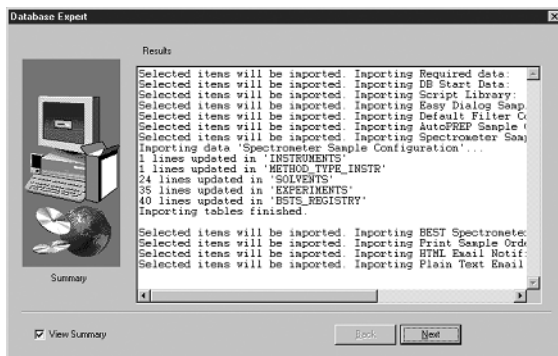 Database Expert
Results
Selected items will be imported. Importing Required data:
Selected items will be imported. Importing DB Start Data:
Selected items will be imported. Importing Script Library:
Selected items will be imported. Importing Easy Dialog Samp
Selected items will be imported. Importing Default Filter Co
Selected items will be imported. Importing AutoPREP Sample
Selected items will be imported. Importing Spectrometer Samp
Importing data 'Spectrometer Sample Configuration'...
1 lines updated in 'INSTRUMENTS'
1 lines updated in 'METHOD_TYPE_INSTR'
24 lines updated in 'SOLVENTS'
35 lines updated in 'EXPERIMENTS'
40 lines updated in 'BSTS_REGISTRY'
Importing tables finished.
Selected items will be imported. Importing BEST Spectromete
Selected items will be imported. Importing Print Sample Orde
Selected items will be imported. Importing HTML Email Notif
Selected items will be imported. Importing Plain Text Email
Summary
View Summary
Back
Next